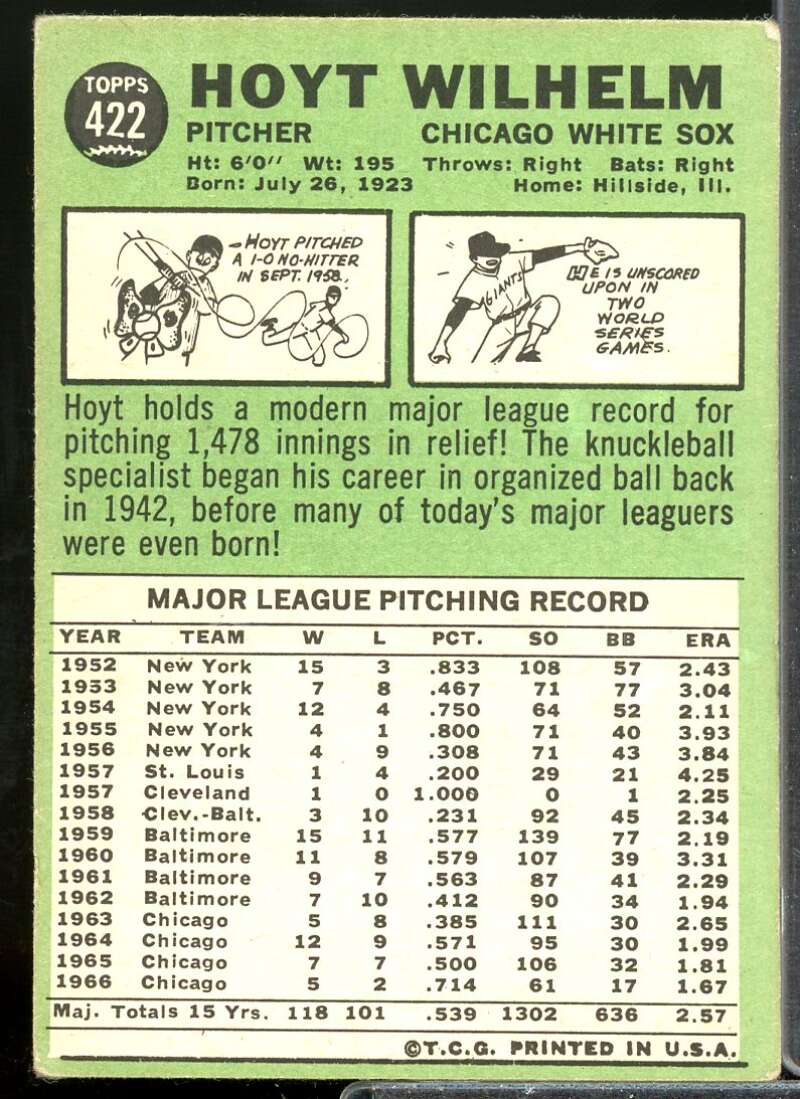 TOPPS
422
HOYT WILHELM
PITCHER CHICAGO WHITE SOX
Ht: 6'0" Wt: 195 Throws: Right Bats: Right
Born: July 26, 1923 Home: Hillside, Ill.
-HOYT PITCHED
A 1-0 NO-HITTER
IN SEPT. 1958.
GIANTS
HE IS UNSCORED
UPON IN
TWO
WORLD
SERIES
GAMES.
Hoyt holds a modern major league record for
pitching 1,478 innings in relief! The knuckleball
specialist began his career in organized ball back
in 1942, before many of today's major leaguers
were even born!
MAJOR LEAGUE PITCHING RECORD
YEAR TEAM W L PCT. SO BB ERA
1952 New York 15 3 .833 108 57 2.43
1953 New York 7 8 .467 71 77 3.04
1954 New York 12 4 .750 64 52 2.11
1955 New York 4 1 .800 71 40 3.93
1956 New York 4 9 .308 71 43 3.84
1957 St. Louis 1 4 .200 29 21 4.25
1957 Cleveland 1 0 1.000 0 1 2.25
1958 Clev.-Balt. 3 10 .231 92 45 2.34
1959 Baltimore 15 11 .577 139 77 2.19
1960 Baltimore 11 8 .579 107 39 3.31
1961 Baltimore 9 7 .563 87 41 2.29
1962 Baltimore 7 10 .412 90 34 1.94
1963 Chicago 5 8 .385 111 30 2.65
1964 Chicago 12 9 .571 95 30 1.99
1965 Chicago 7 7 .500 106 32 1.81
1966 Chicago 5 2 .714 61 17 1.67
Maj. Totals 15 Yrs. 118 101 .539 1302 636 2.57
©T.C.G. PRINTED IN U.S.A.